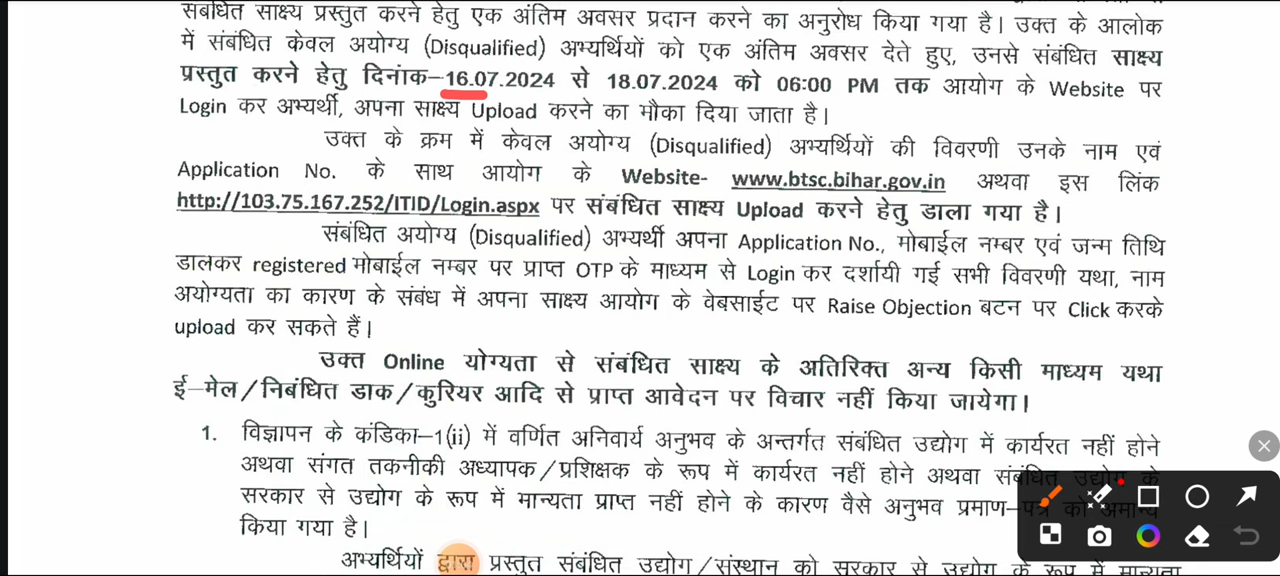 संबंधित साक्ष्य प्रस्तुत करने हेतु एक अंतिम अवसर प्रदान करने का अनुरोध किया गया है। उक्त के आलोक
में संबंधित केवल अयोग्य (Disqualified) अभ्यर्थियों को एक अंतिम अवसर देते हुए, उनसे संबंधित साक्ष्य
प्रस्तुत करने हेतु दिनांक–16.07.2024 से 18.07.2024 को 06:00 PM तक आयोग के Website पर
Login कर अभ्यर्थी, अपना साक्ष्य Upload करने का मौका दिया जाता है।
उक्त के क्रम में केवल अयोग्य (Disqualified) अभ्यर्थियों की विवरणी उनके नाम एवं
Application No. के साथ आयोग के Website- www.btsc.bihar.gov.in अथवा इस लिंक
http://103.75.167.252/ITID/Login.aspx पर संबंधित साक्ष्य Upload करने हेतु डाला गया है।
संबंधित अयोग्य (Disqualified) अभ्यर्थी अपना Application No., मोबाईल नम्बर एवं जन्म तिथि
डालकर registered मोबाईल नम्बर पर प्राप्त OTP के माध्यम से Login कर दर्शायी गई सभी विवरणी यथा, नाम
अयोग्यता का कारण के संबंध में अपना साक्ष्य आयोग के वेबसाईट पर Raise Objection बटन पर Click करके
upload कर सकते हैं।
उक्त Online योग्यता से संबंधित साक्ष्य के अतिरिक्त अन्य किसी माध्यम यथा
ई–मेल/निबंधित डाक/कुरियर आदि से प्राप्त आवेदन पर विचार नहीं किया जायेगा।
1. विज्ञापन के कंडिका–1(ii) में वर्णित अनिवार्य अनुभव के अन्तर्गत संबंधित उद्योग में कार्यरत नहीं होने
अथवा संगत तकनीकी अध्यापक/प्रशिक्षक के रूप में कार्यरत नहीं होने अथवा संबंधित उद्योग के
सरकार से उद्योग के रूप में मान्यता प्राप्त नहीं होने के कारण वैसे अनुभव प्रमाण–पत्र को अमान्य
किया गया है।
अभ्यर्थियों द्वारा प्रस्तुत संबंधित उद्योग/संस्थान को सरकार से उद्योग के रूप में मान्यता